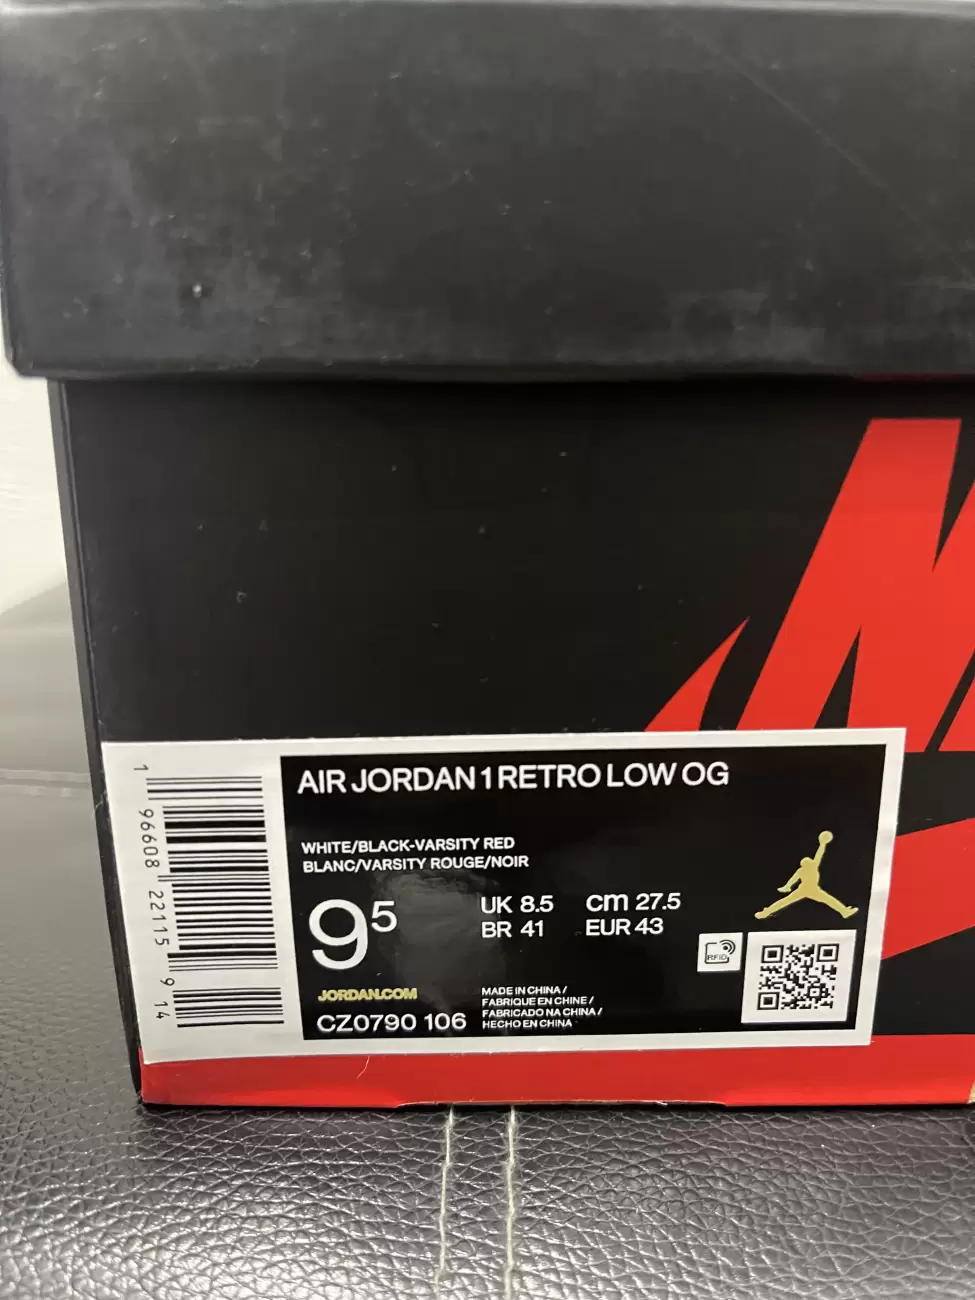 AIR JORDAN 1 RETRO LOW OG
WHITE/BLACK-VARSITY RED
BLANC/VARSITY ROUGE/NOIR
9⁵
UK 8.5 cm 27.5
BR 41 EUR 43
RFID
JORDAN.COM
CZ0790 106
MADE IN CHINA /
FABRIQUE EN CHINE /
FABRICADO NA CHINA /
HECHO EN CHINA
1 96608 22115 9 14